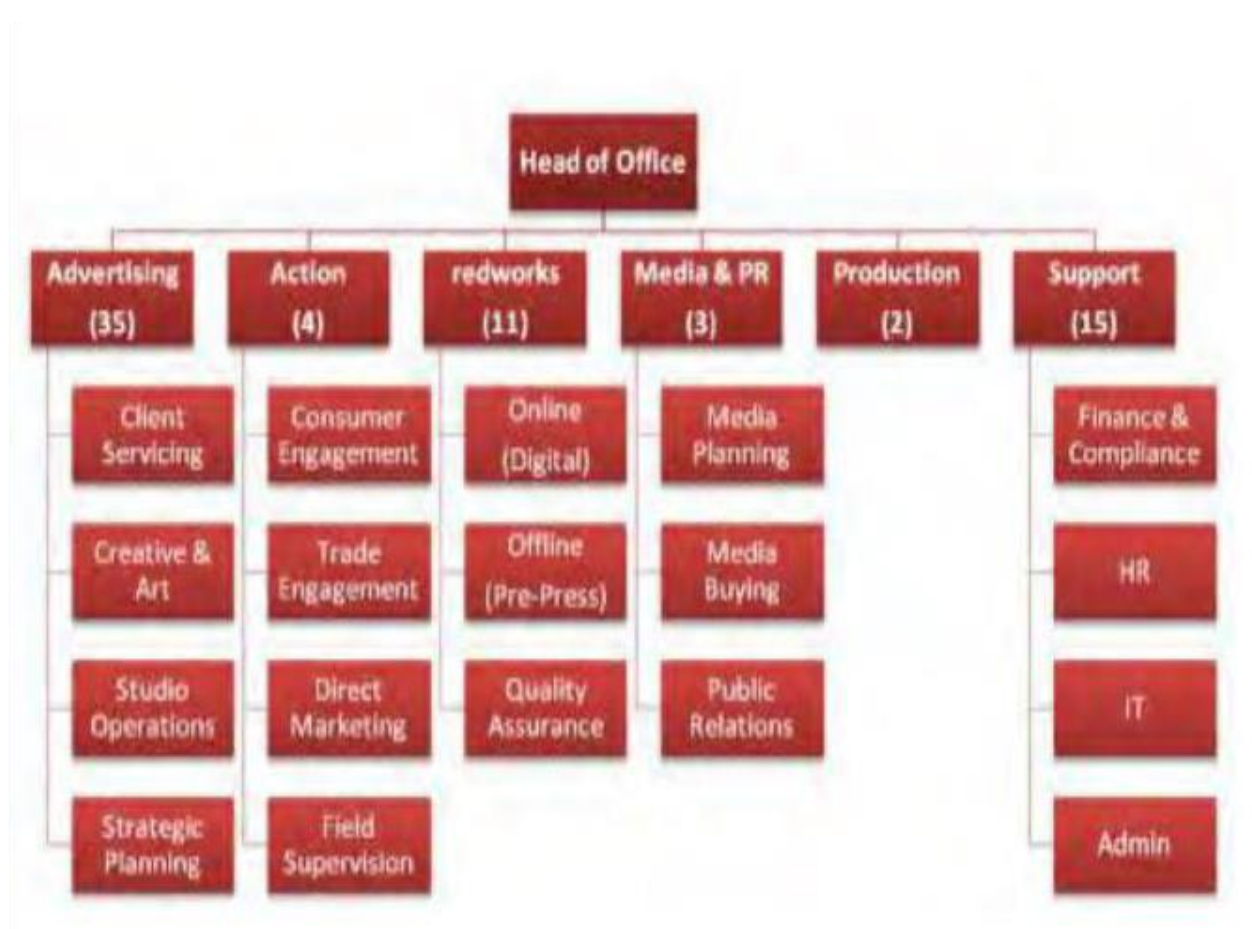 Head of Office
Advertising
(35)
Client
Servicing
Creative &
Art
Studio
Operations
Strategic
Planning
Action
(4)
Consumer
Engagement
Trade
Engagement
Direct
Marketing
Field
Supervision
redworks
(11)
Online
(Digital)
Offline
(Pre-Press)
Quality
Assurance
Media & PR
(3)
Media
Planning
Media
Buying
Public
Relations
Production
(2)
Support
(15)
Finance &
Compliance
HR
IT
Admin